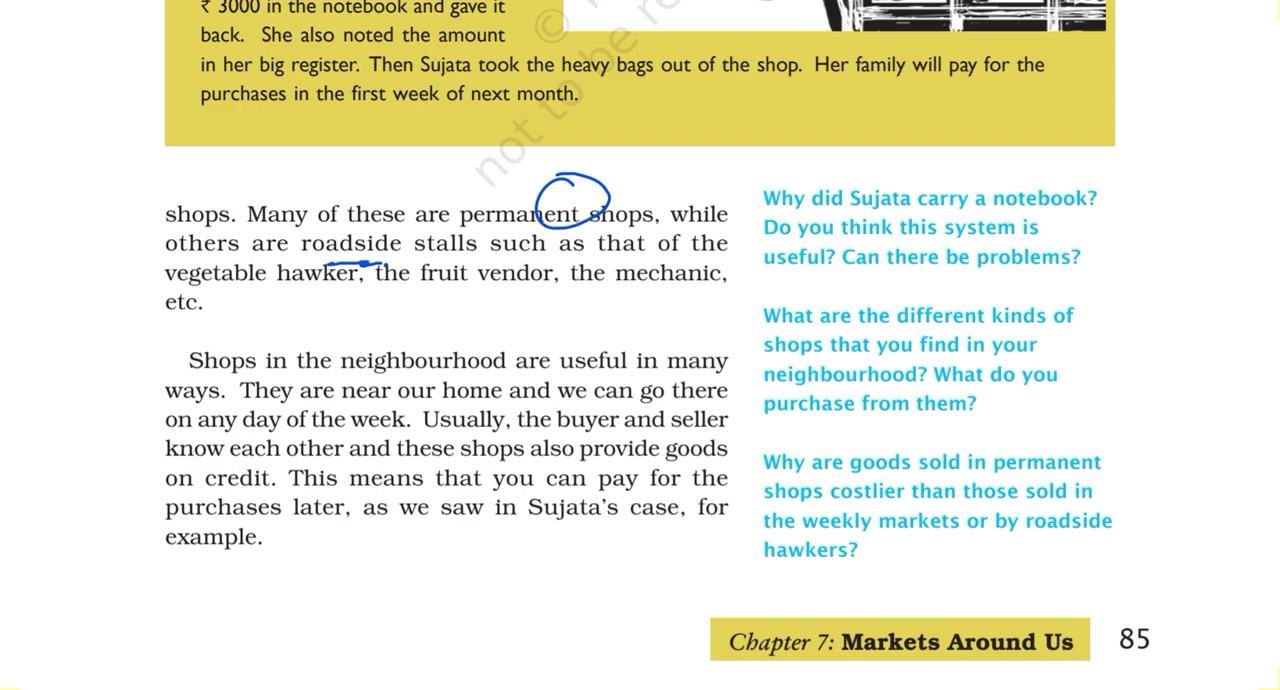 ₹ 3000 in the notebook and gave it
back. She also noted the amount
in her big register. Then Sujata took the heavy bags out of the shop. Her family will pay for the
purchases in the first week of next month.
not to be re
shops. Many of these are permanent shops, while
others are roadside stalls such as that of the
vegetable hawker, the fruit vendor, the mechanic,
etc.
Shops in the neighbourhood are useful in many
ways. They are near our home and we can go there
on any day of the week. Usually, the buyer and seller
know each other and these shops also provide goods
on credit. This means that you can pay for the
purchases later, as we saw in Sujata's case, for
example.
Why did Sujata carry a notebook?
Do you think this system is
useful? Can there be problems?
What are the different kinds of
shops that you find in your
neighbourhood? What do you
purchase from them?
Why are goods sold in permanent
shops costlier than those sold in
the weekly markets or by roadside
hawkers?
Chapter 7: Markets Around Us 85